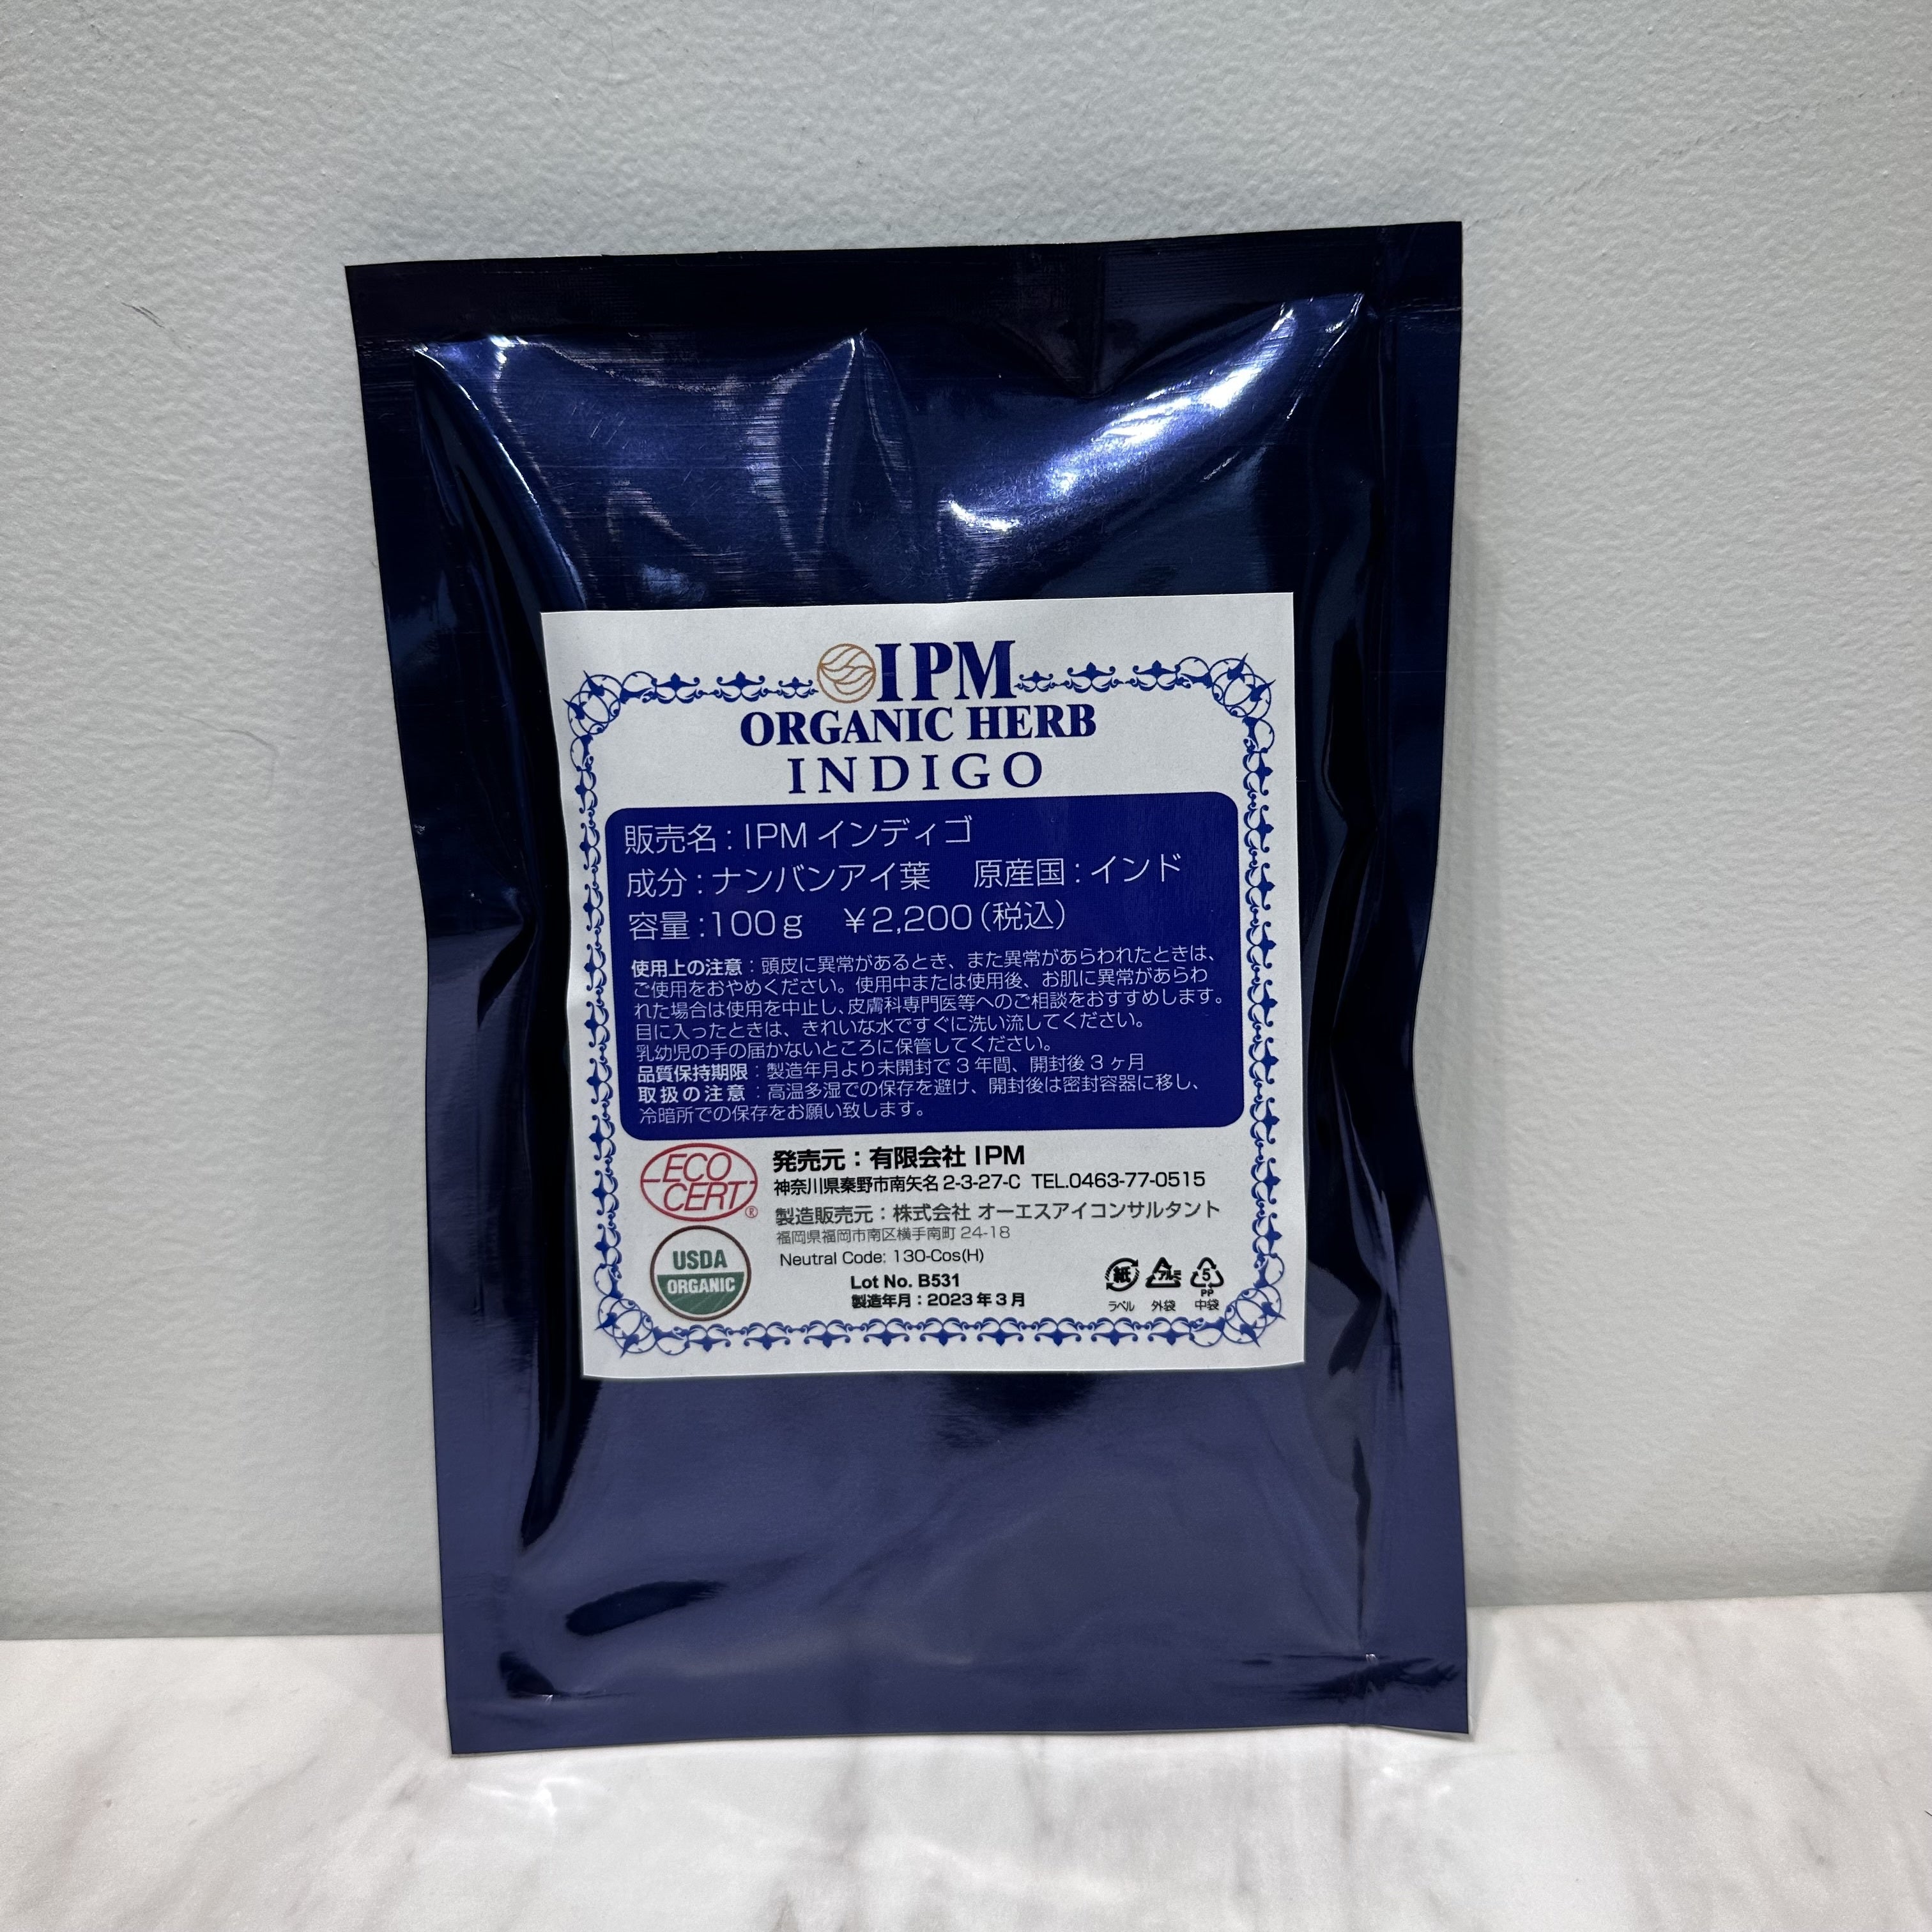 IPM
ORGANIC HERB
INDIGO
販売名：IPM インディゴ
成分：ナンバンアイ葉　原産国：インド
容量：100g　￥2,200（税込）
使用上の注意：頭皮に異常があるとき、また異常があらわれたときは、
ご使用をおやめください。使用中または使用後、お肌に異常があらわ
れた場合は使用を中止し、皮膚科専門医等へのご相談をおすすめします。
目に入ったときは、きれいな水ですぐに洗い流してください。
乳幼児の手の届かないところに保管してください。
品質保持期限：製造年月より未開封で3年間、開封後3ヶ月
取扱の注意：高温多湿での保存を避け、開封後は密封容器に移し、
冷暗所での保存をお願い致します。
ECO
CERT®
発売元：有限会社 IPM
神奈川県秦野市南矢名2-3-27-C TEL.0463-77-0515
製造販売元：株式会社 オーエスアイコンサルタント
福岡県福岡市南区横手南町24-18
Neutral Code: 130-Cos(H)
USDA
ORGANIC
Lot No. B531
製造年月：2023年3月
紙 アルミ 5
PP
ラベル 外袋 中袋